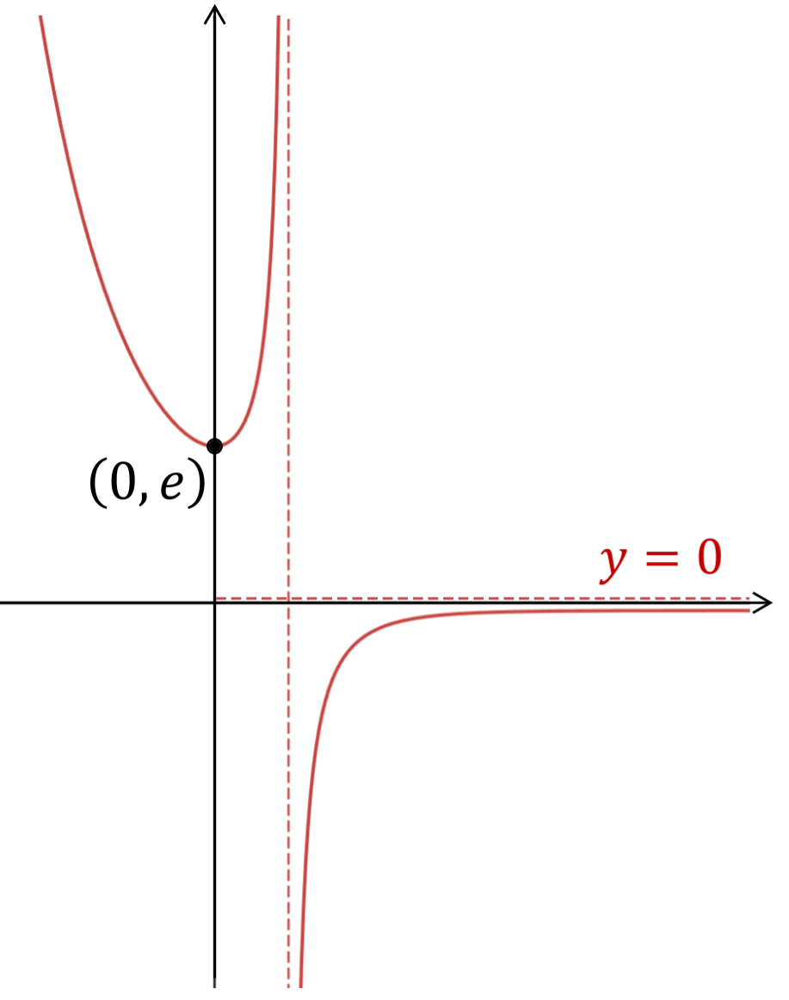 (0, e)
y = 0